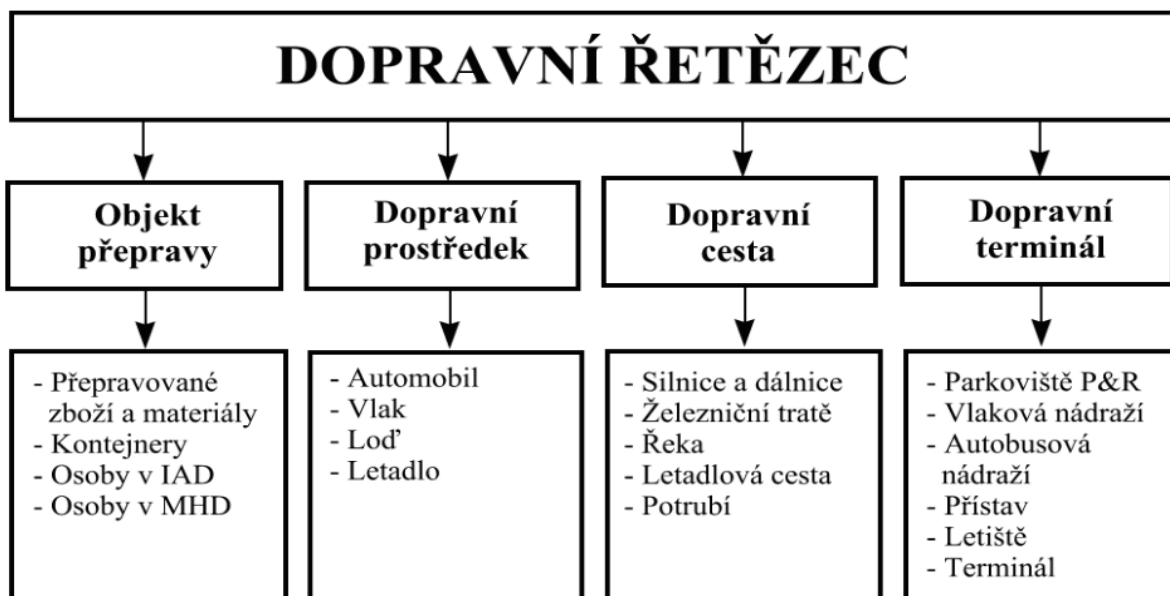 DOPRAVNÍ ŘETĚZEC
Objekt
přepravy
Dopravní
prostředek
Dopravní
cesta
Dopravní
terminál
- Přepravované
zboží a materiály
- Kontejnery
- Osoby v IAD
- Osoby v MHD
- Automobil
- Vlak
- Loď
- Letadlo
- Silnice a dálnice
- Železniční tratě
- Řeka
- Letadlová cesta
- Potrubí
- Parkoviště P&R
- Vlaková nádraží
- Autobusová
nádraží
- Přístav
- Letiště
- Terminál